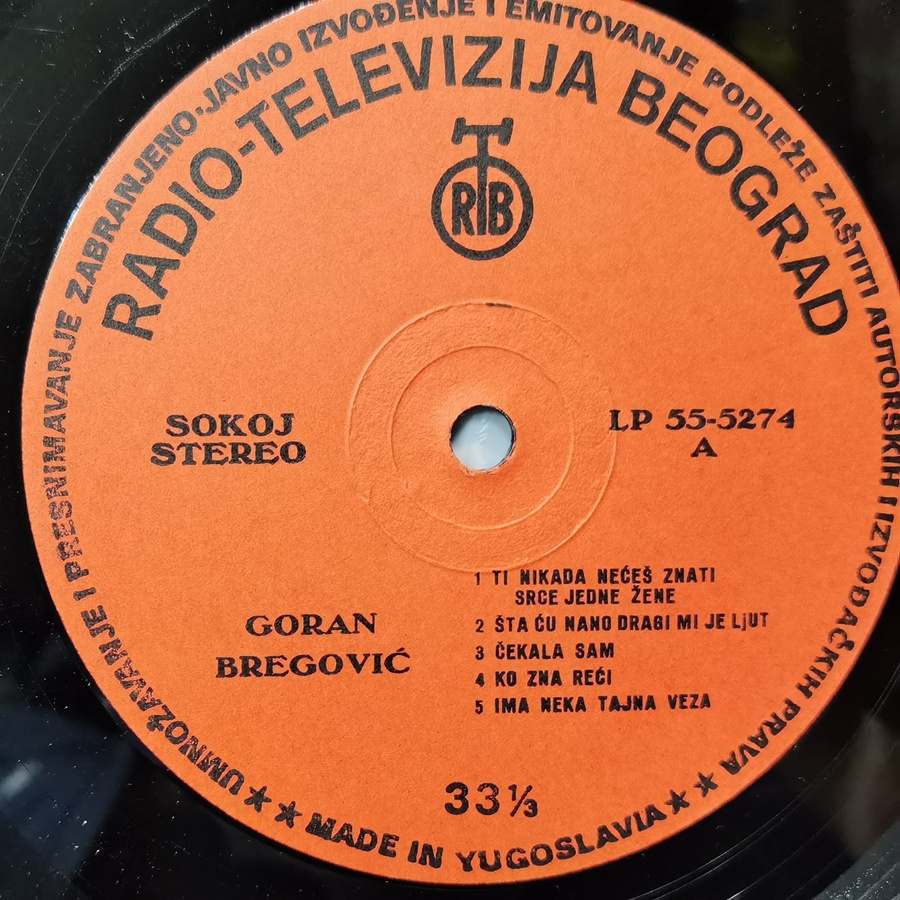 UMNOŽAVANJE I PRESNIMAVANJE ZABRANJENO·JAVNO IZVOĐENJE I EMITOVANJE PODLEŽE ZAŠTITI AUTORSKIH I IZVOĐAČKIH PRAVA
RADIO-TELEVIZIJA BEOGRAD
RTB
SOKOJ
STEREO
LP 55-5274
A
1 TI NIKADA NEĆEŠ ZNATI
SRCE JEDNE ŽENE
2 ŠTA ĆU NANO DRAGI MI JE LjUT
3 ČEKALA SAM
4 KO ZNA REĆI
5 IMA NEKA TAJNA VEZA
GORAN
BREGOVIĆ
33⅓
★ ★ MADE IN YUGOSLAVIA ★ ★ ★